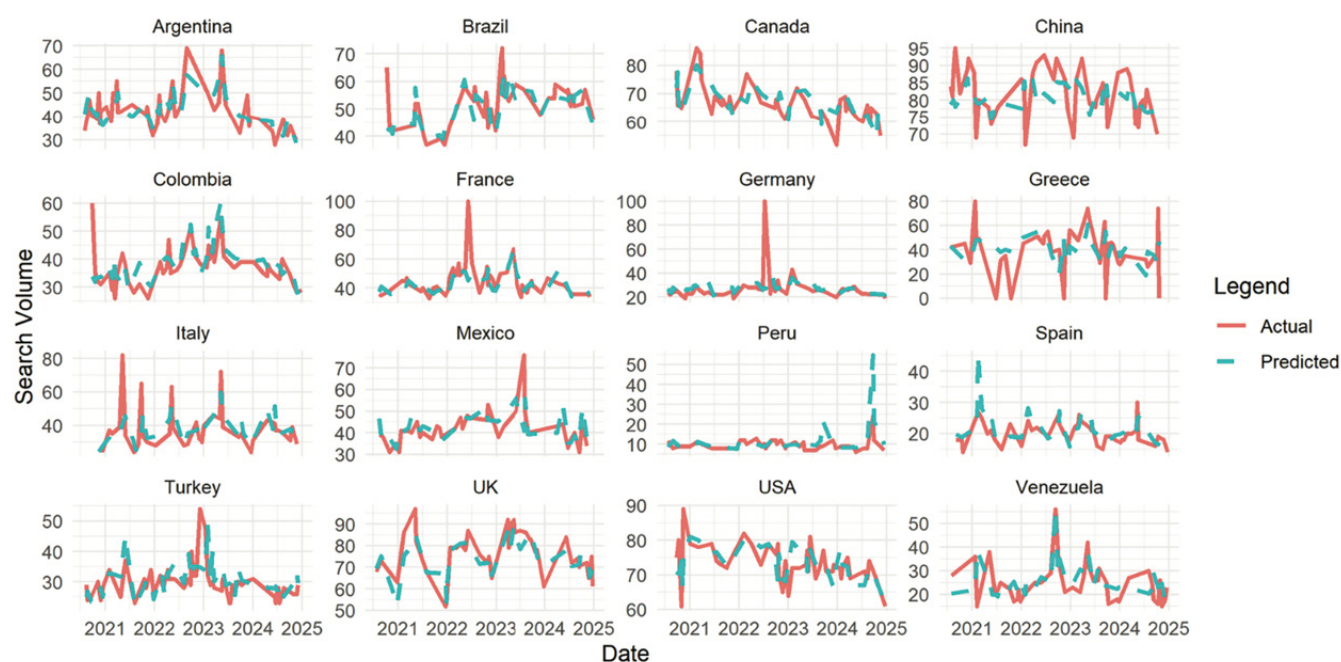 Argentina Brazil Canada China
70 60 50 40 30
70 60 50 40
80 70 60
95 90 85 80 75 70
Colombia France Germany Greece
60 50 40 30
100 80 60 40
100 80 60 40 20
80 60 40 20 0
Search Volume
Legend
Actual
Predicted
Italy Mexico Peru Spain
80 60 40
70 60 50 40 30
50 40 30 20 10
40 30 20
Turkey UK USA Venezuela
50 40 30
90 80 70 60 50
90 80 70 60
50 40 30 20
2021 2022 2023 2024 2025 2021 2022 2023 2024 2025 2021 2022 2023 2024 2025 2021 2022 2023 2024 2025
Date